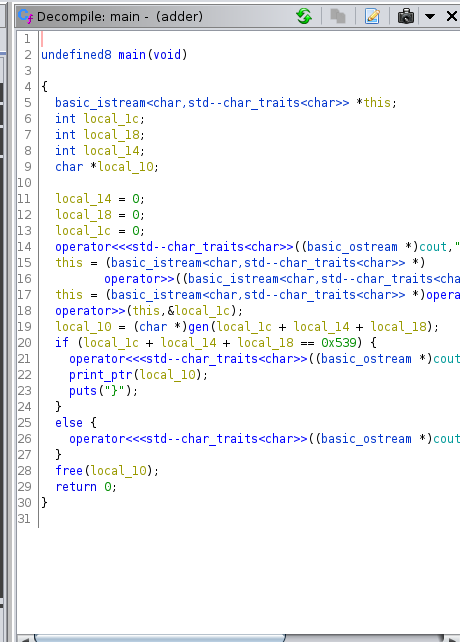 Decompile: main - (adder)
1
2 undefined8 main(void)
3
4 {
5 basic_istream<char,std--char_traits<char>> *this;
6 int local_1c;
7 int local_18;
8 int local_14;
9 char *local_10;
10
11 local_14 = 0;
12 local_18 = 0;
13 local_1c = 0;
14 operator<<<std--char_traits<char>>((basic_ostream *)cout,"
15 this = (basic_istream<char,std--char_traits<char>> *)
16 operator>>((basic_istream<char,std--char_traits<cha
17 this = (basic_istream<char,std--char_traits<char>> *)opera
18 operator>>(this,&local_1c);
19 local_10 = (char *)gen(local_1c + local_14 + local_18);
20 if (local_1c + local_14 + local_18 == 0x539) {
21 operator<<<std--char_traits<char>>((basic_ostream *)cout
22 print_ptr(local_10);
23 puts("}");
24 }
25 else {
26 operator<<<std--char_traits<char>>((basic_ostream *)cout
27 }
28 free(local_10);
29 return 0;
30 }
31